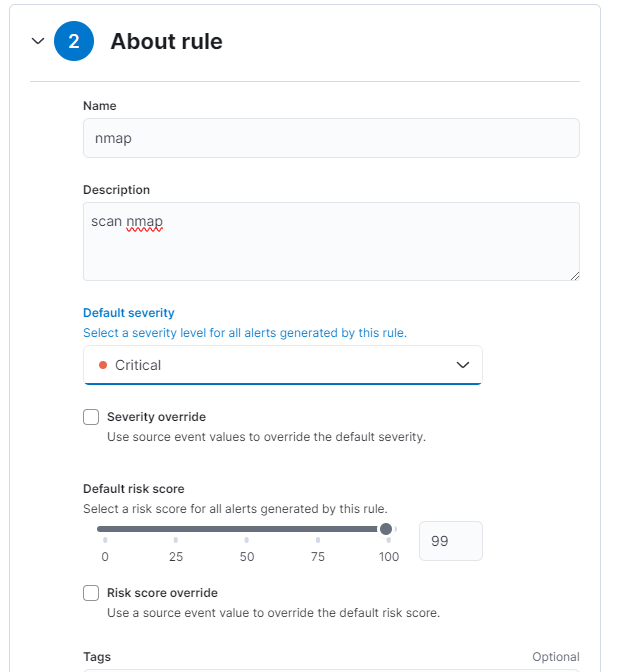 2 About rule
Name
nmap
Description
scan nmap
Default severity
Select a severity level for all alerts generated by this rule.
Critical
Severity override
Use source event values to override the default severity.
Default risk score
Select a risk score for all alerts generated by this rule.
99
0 25 50 75 100
Risk score override
Use a source event value to override the default risk score.
Tags Optional